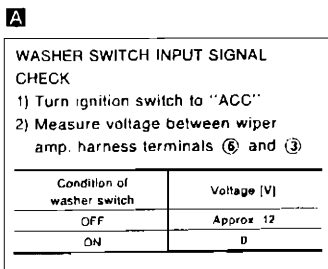 A
WASHER SWITCH INPUT SIGNAL
CHECK
1) Turn ignition switch to "ACC"
2) Measure voltage between wiper
amp. harness terminals ⑥ and ③
Condition of washer switch Voltage [V]
OFF Approx 12
ON 0